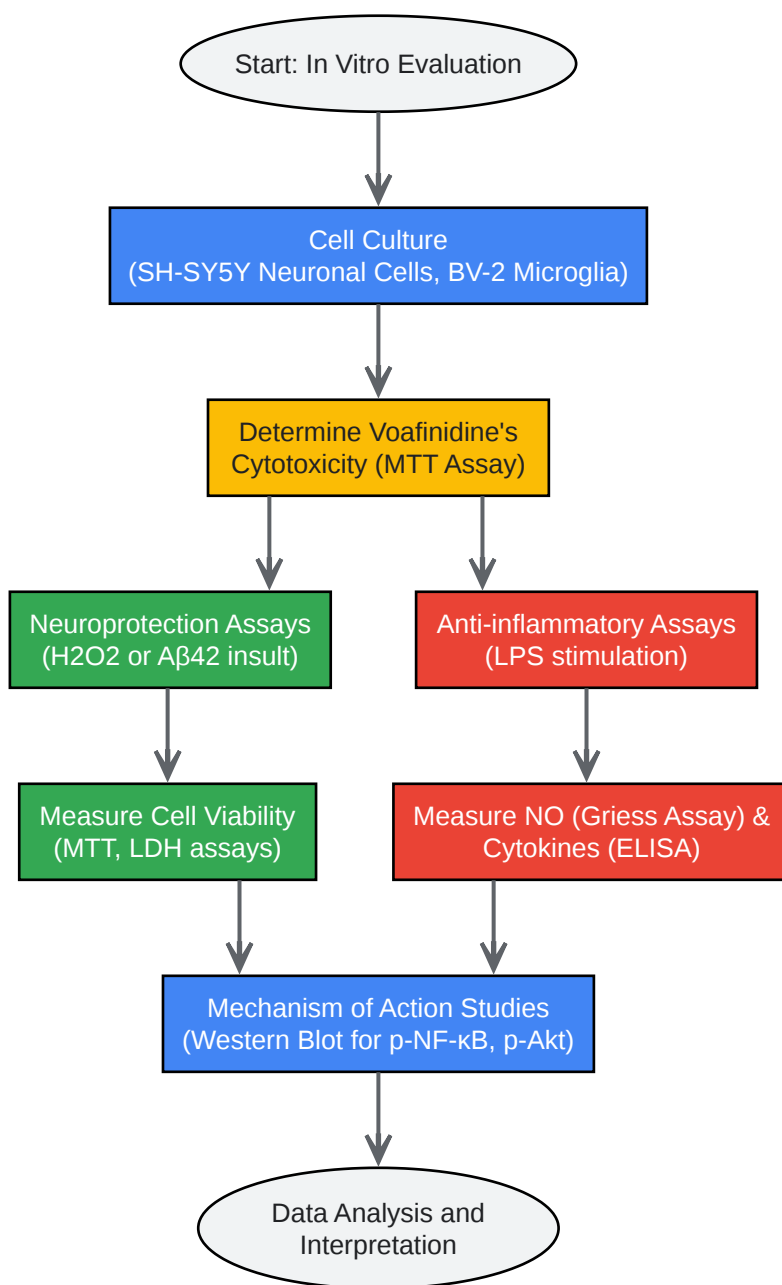 Start: In Vitro Evaluation
Cell Culture
(SH-SY5Y Neuronal Cells, BV-2 Microglia)
Determine Voafinidine's
Cytotoxicity (MTT Assay)
Neuroprotection Assays
(H2O2 or Aβ42 insult)
Anti-inflammatory Assays
(LPS stimulation)
Measure Cell Viability
(MTT, LDH assays)
Measure NO (Griess Assay) &
Cytokines (ELISA)
Mechanism of Action Studies
(Western Blot for p-NF-κB, p-Akt)
Data Analysis and
Interpretation